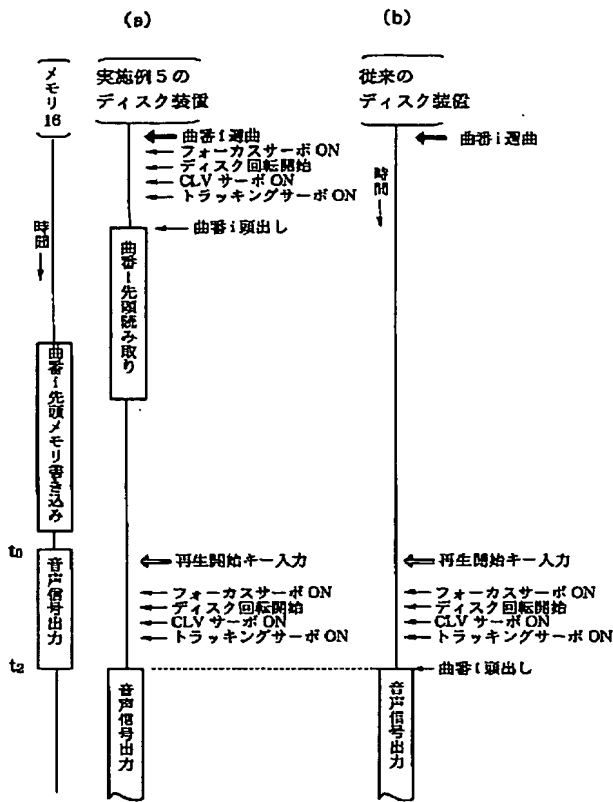 (a)
(b)
メモリ16
実施例5の
ディスク装置
従来の
ディスク装置
曲番i選曲
フォーカスサーボON
ディスク回転開始
CLVサーボON
トラッキングサーボON
曲番i頭出し
曲番i選曲
時間
時間
曲番i先頭読み取り
曲番i先頭メモリ書き込み
t0
音声信号出力
再生開始キー入力
フォーカスサーボON
ディスク回転開始
CLVサーボON
トラッキングサーボON
再生開始キー入力
フォーカスサーボON
ディスク回転開始
CLVサーボON
トラッキングサーボON
t2
曲番i頭出し
音声信号出力
音声信号出力